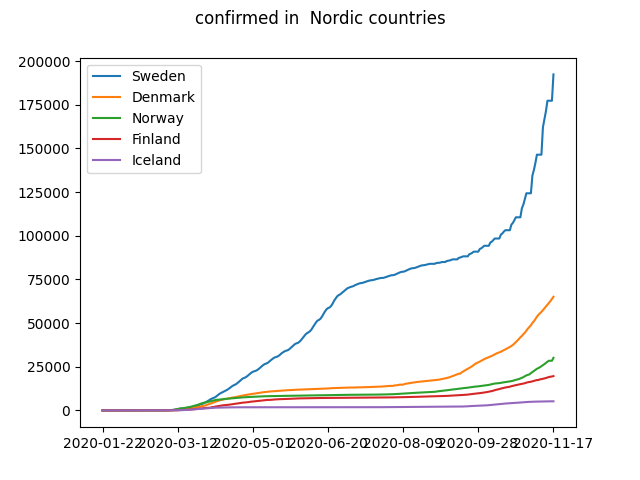 confirmed in  Nordic countries
200000
175000
150000
125000
100000
75000
50000
25000
0
Sweden
Denmark
Norway
Finland
Iceland
2020-01-22 2020-03-12 2020-05-01 2020-06-20 2020-08-09 2020-09-28 2020-11-17